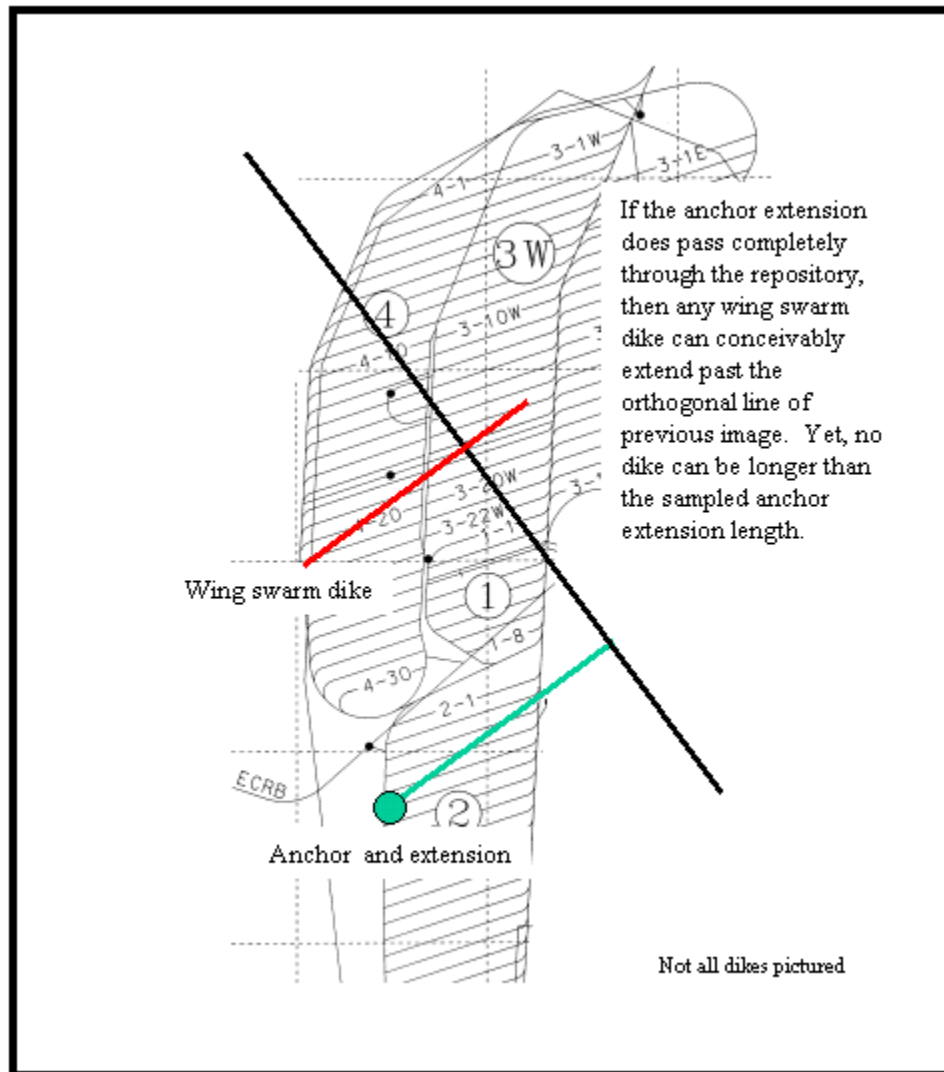 3-1W
3-1E
4-1
If the anchor extension
does pass completely
through the repository,
then any wing swarm
dike can conceivably
extend past the
orthogonal line of
previous image. Yet, no
dike can be longer than
the sampled anchor
extension length.
3W
4
3-10W
3-20W
4-20
3-22W
Wing swarm dike
1
1-8
4-30
2-1
ECRB
2
Anchor and extension
Not all dikes pictured